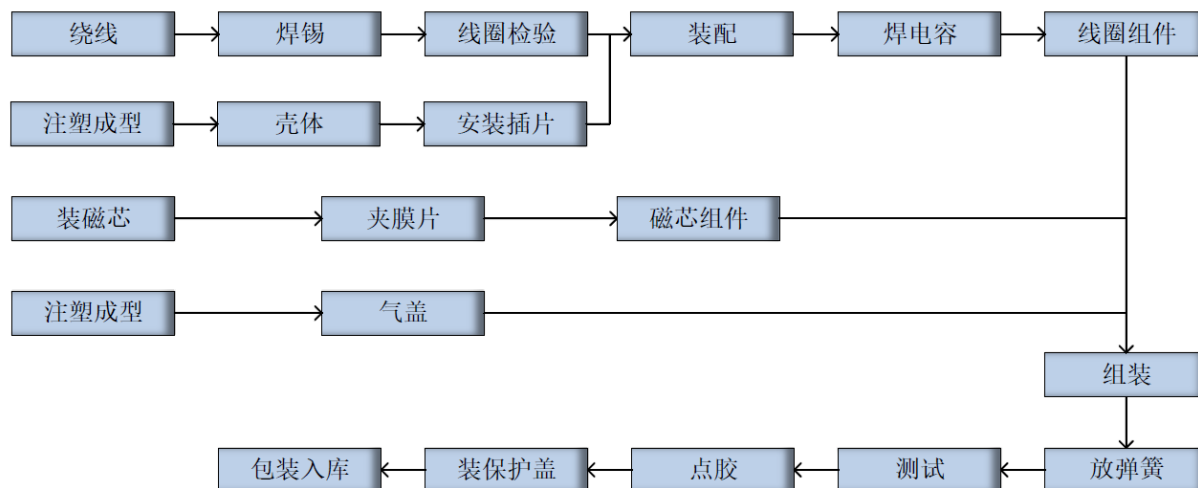 绕线
焊锡
线圈检验
装配
焊电容
线圈组件
注塑成型
壳体
安装插片
装磁芯
夹膜片
磁芯组件
注塑成型
气盖
组装
包装入库
装保护盖
点胶
测试
放弹簧